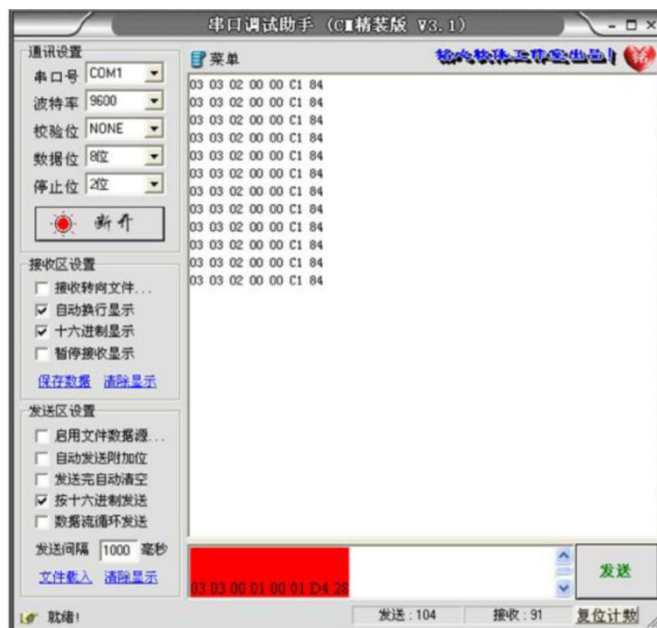 串口调试助手 (CM精装版 V3.1)
通讯设置
串口号 COM1
波特率 9600
校验位 NONE
数据位 8位
停止位 2位
断开
接收区设置
接收转向文件...
自动换行显示
十六进制显示
暂停接收显示
保存数据 清除显示
发送区设置
启用文件数据源...
自动发送附加位
发送完自动清空
按十六进制发送
数据流循环发送
发送间隔 1000 毫秒
文件载入 清除显示
就绪!
菜单
软件工作室出品!
03 03 02 00 00 C1 84
03 03 02 00 00 C1 84
03 03 02 00 00 C1 84
03 03 02 00 00 C1 84
03 03 02 00 00 C1 84
03 03 02 00 00 C1 84
03 03 02 00 00 C1 84
03 03 02 00 00 C1 84
03 03 02 00 00 C1 84
03 03 02 00 00 C1 84
03 03 02 00 00 C1 84
03 03 02 00 00 C1 84
03 03 00 01 00 01 D4 28
发送
发送 : 104 接收 : 91 复位计数